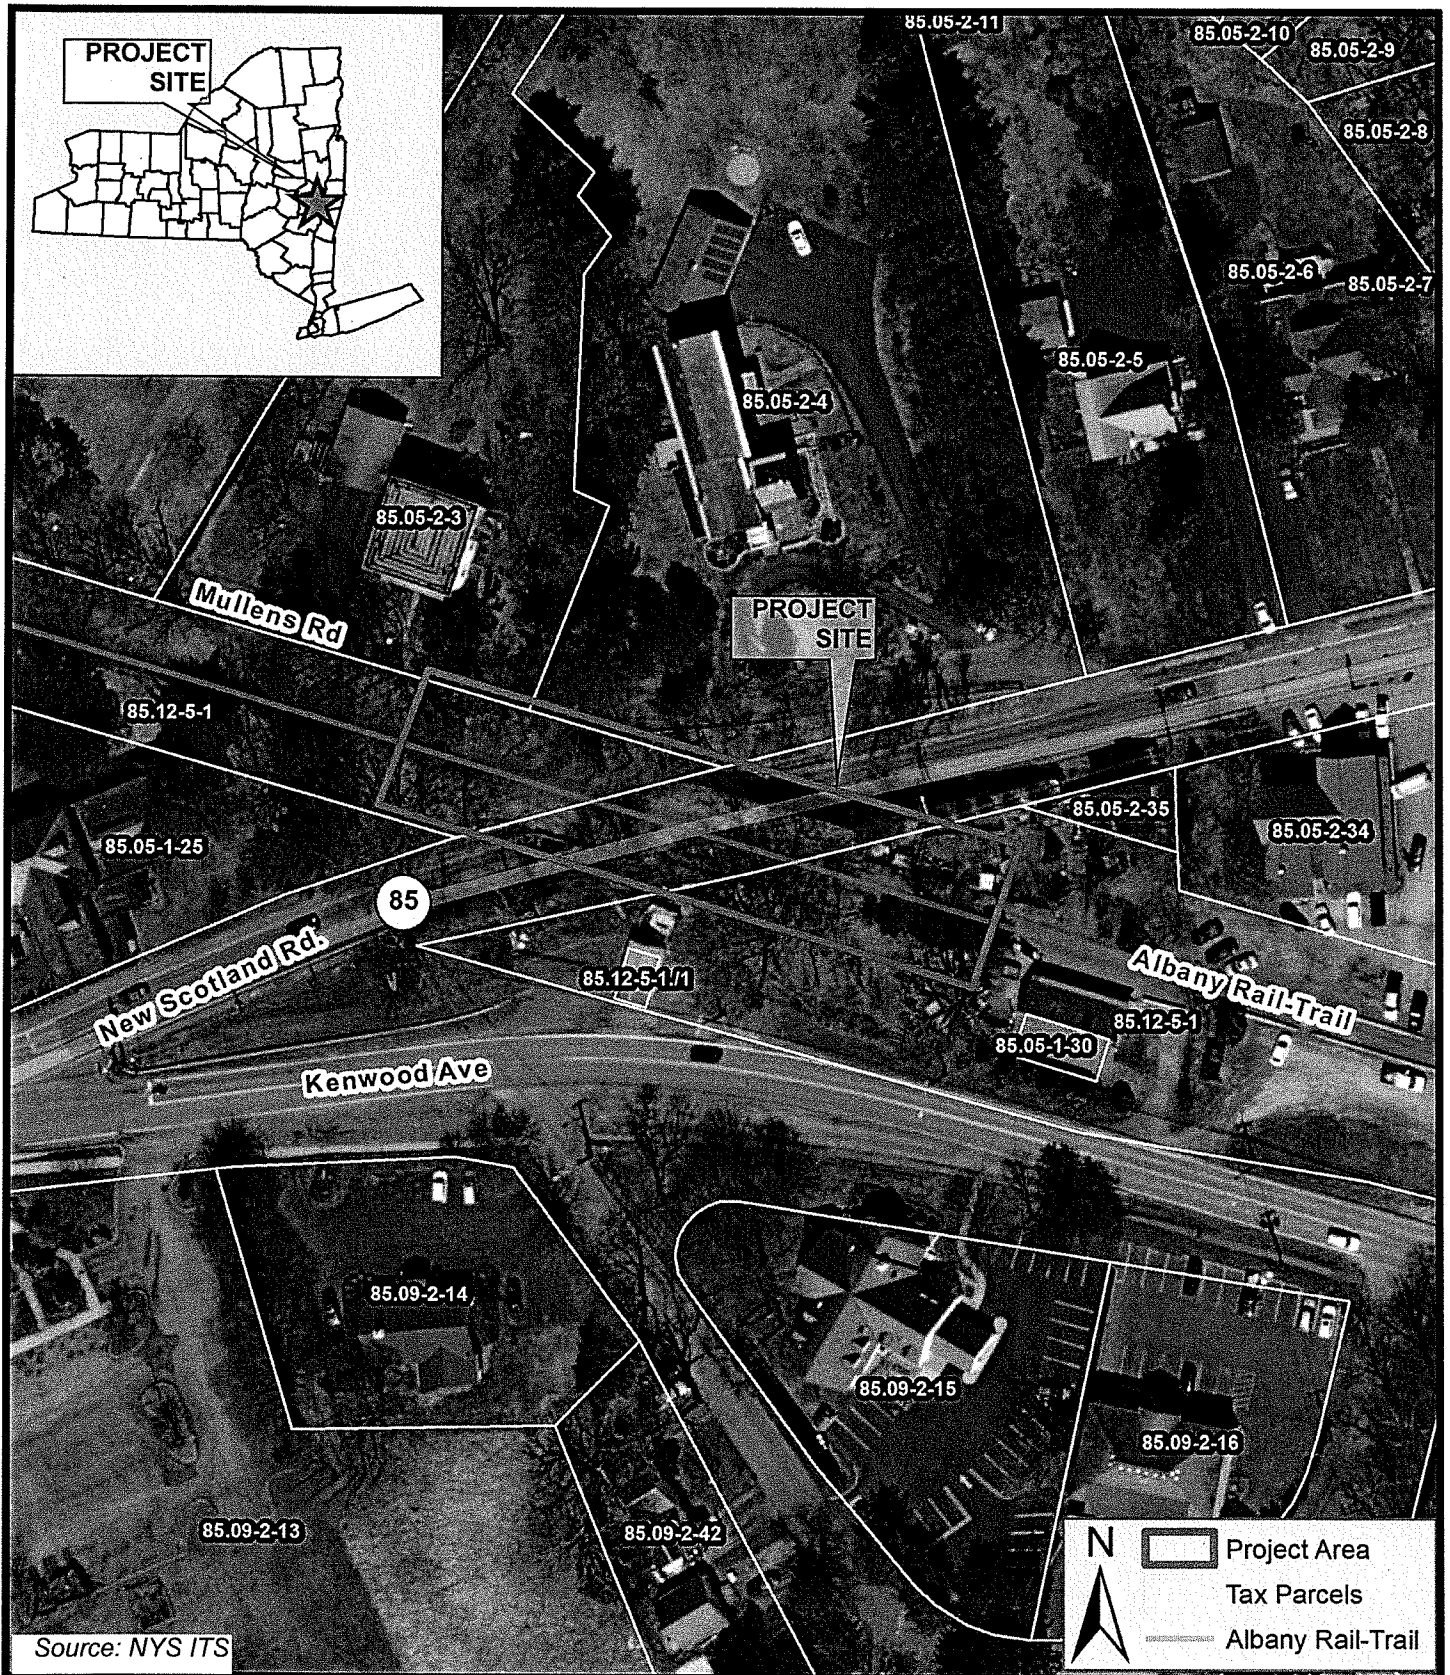 PROJECT
SITE
85.05-2-11
85.05-2-10
85.05-2-9
85.05-2-8
85.05-2-6
85.05-2-7
85.05-2-5
85.05-2-4
85.05-2-3
Mullens Rd
PROJECT
SITE
85.12-5-1
85.05-2-35
85.05-2-34
85.05-1-25
85
New Scotland Rd.
85.12-5-1./1
Albany Rail-Trail
85.12-5-1
85.05-1-30
Kenwood Ave
85.09-2-14
85.09-2-15
85.09-2-16
85.09-2-13
85.09-2-42
N
Project Area
Tax Parcels
Albany Rail-Trail
Source: NYS ITS